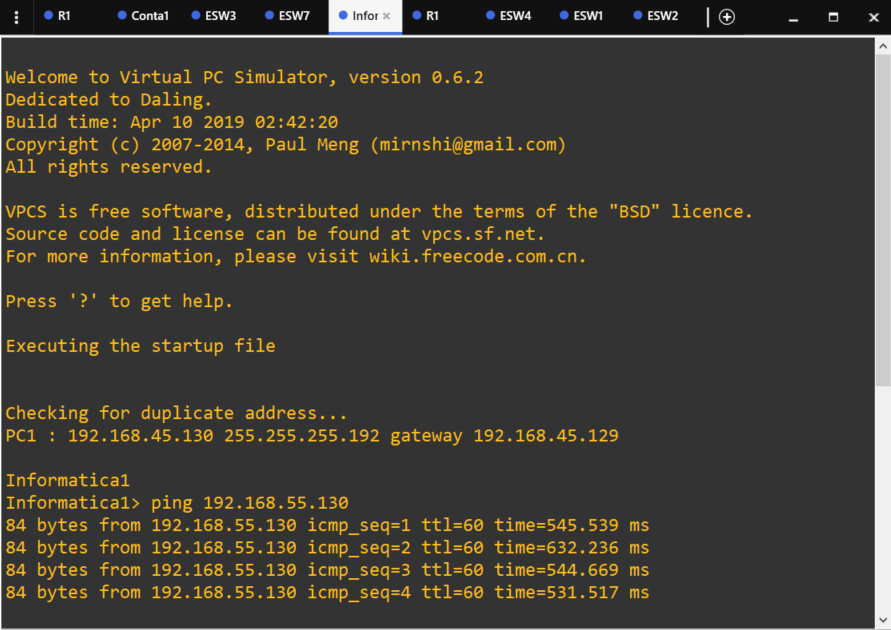 R1 Conta1 ESW3 ESW7 Infor R1 ESW4 ESW1 ESW2
Welcome to Virtual PC Simulator, version 0.6.2
Dedicated to Daling.
Build time: Apr 10 2019 02:42:20
Copyright (c) 2007-2014, Paul Meng (mirnshi@gmail.com)
All rights reserved.
VPCS is free software, distributed under the terms of the "BSD" licence.
Source code and license can be found at vpcs.sf.net.
For more information, please visit wiki.freecode.com.cn.
Press '?' to get help.
Executing the startup file
Checking for duplicate address...
PC1 : 192.168.45.130 255.255.255.192 gateway 192.168.45.129
Informatica1
Informatica1> ping 192.168.55.130
84 bytes from 192.168.55.130 icmp_seq=1 ttl=60 time=545.539 ms
84 bytes from 192.168.55.130 icmp_seq=2 ttl=60 time=632.236 ms
84 bytes from 192.168.55.130 icmp_seq=3 ttl=60 time=544.669 ms
84 bytes from 192.168.55.130 icmp_seq=4 ttl=60 time=531.517 ms